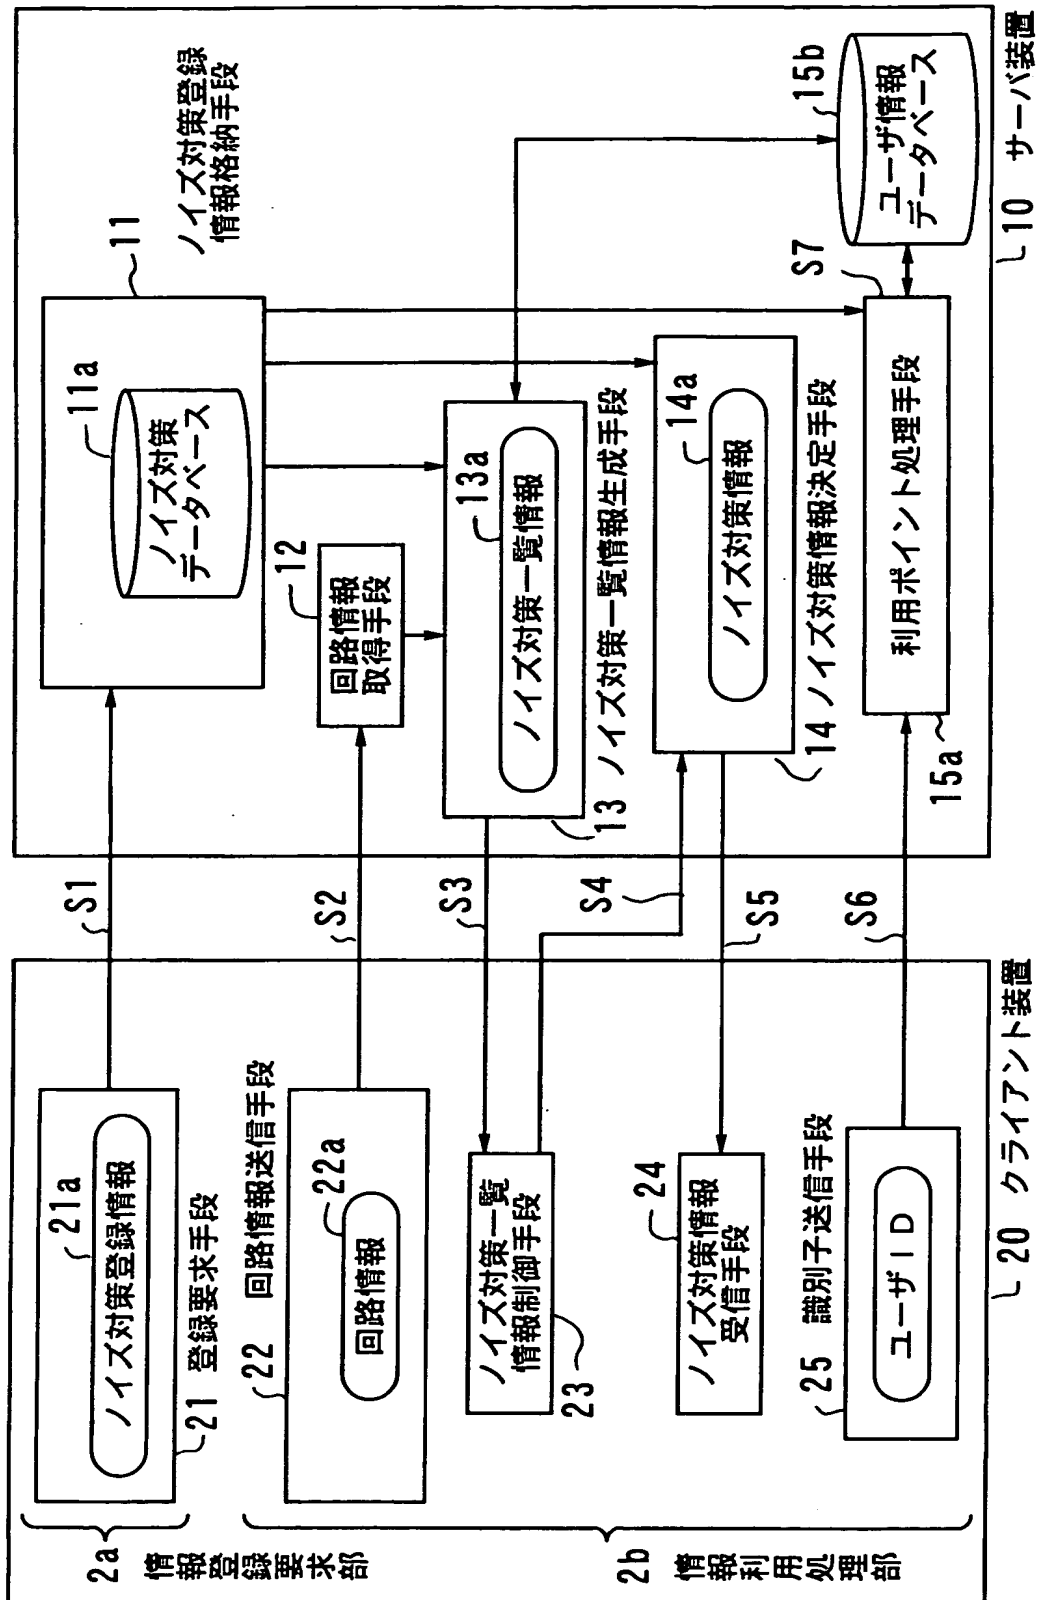 2a
情報登録要求部
21a
ノイズ対策登録情報
21 登録要求手段
2b
情報利用処理部
22 回路情報送信手段
22a
回路情報
ノイズ対策一覧
情報制御手段
23
24
ノイズ対策情報
受信手段
25 識別子送信手段
ユーザID
20 クライアント装置
S1
S2
S3
S4
S5
S6
11
ノイズ対策登録
情報格納手段
11a
ノイズ対策
データベース
12
回路情報
取得手段
13a
ノイズ対策一覧情報
13 ノイズ対策一覧情報生成手段
14a
ノイズ対策情報
14 ノイズ対策情報決定手段
S7
利用ポイント処理手段
15a
15b
ユーザ情報
データベース
10 サーバ装置